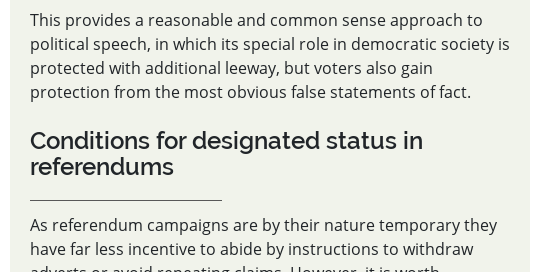 This provides a reasonable and common sense approach to
political speech, in which its special role in democratic society is
protected with additional leeway, but voters also gain
protection from the most obvious false statements of fact.
Conditions for designated status in
referendums
As referendum campaigns are by their nature temporary they
have far less incentive to abide by instructions to withdraw
adverts or avoid repeating claims. However, it is worth